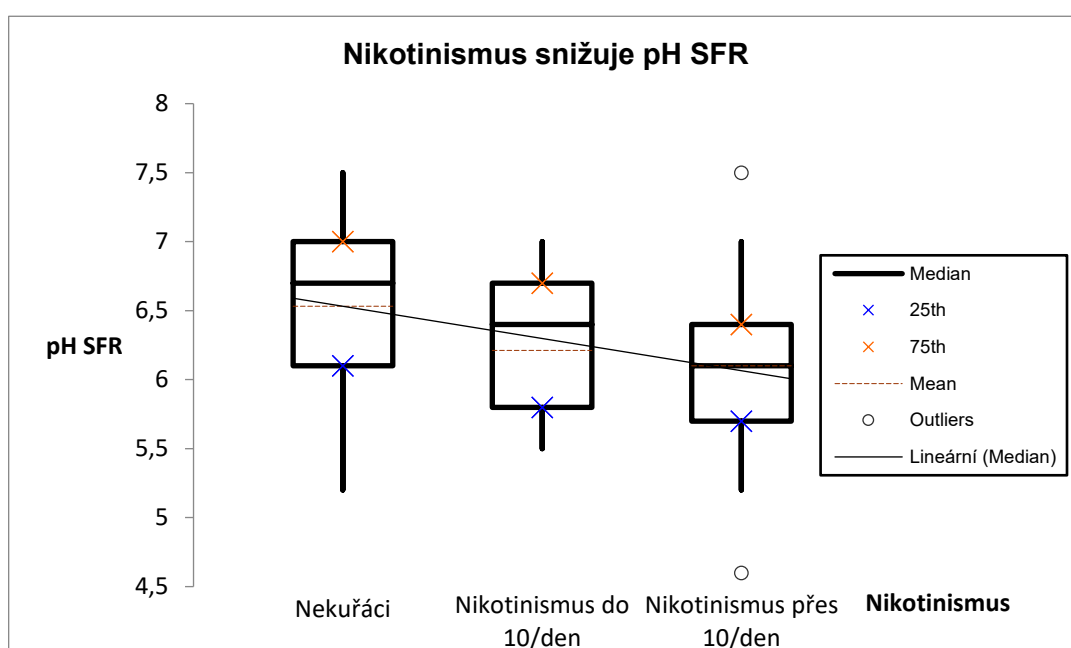 Nikotinismus snižuje pH SFR
8
7,5
7
6,5
6
5,5
5
4,5
pH SFR
Nekuřáci
Nikotinismus do
10/den
Nikotinismus přes
10/den
Nikotinismus
Median
25th
75th
Mean
Outliers
Lineární (Median)